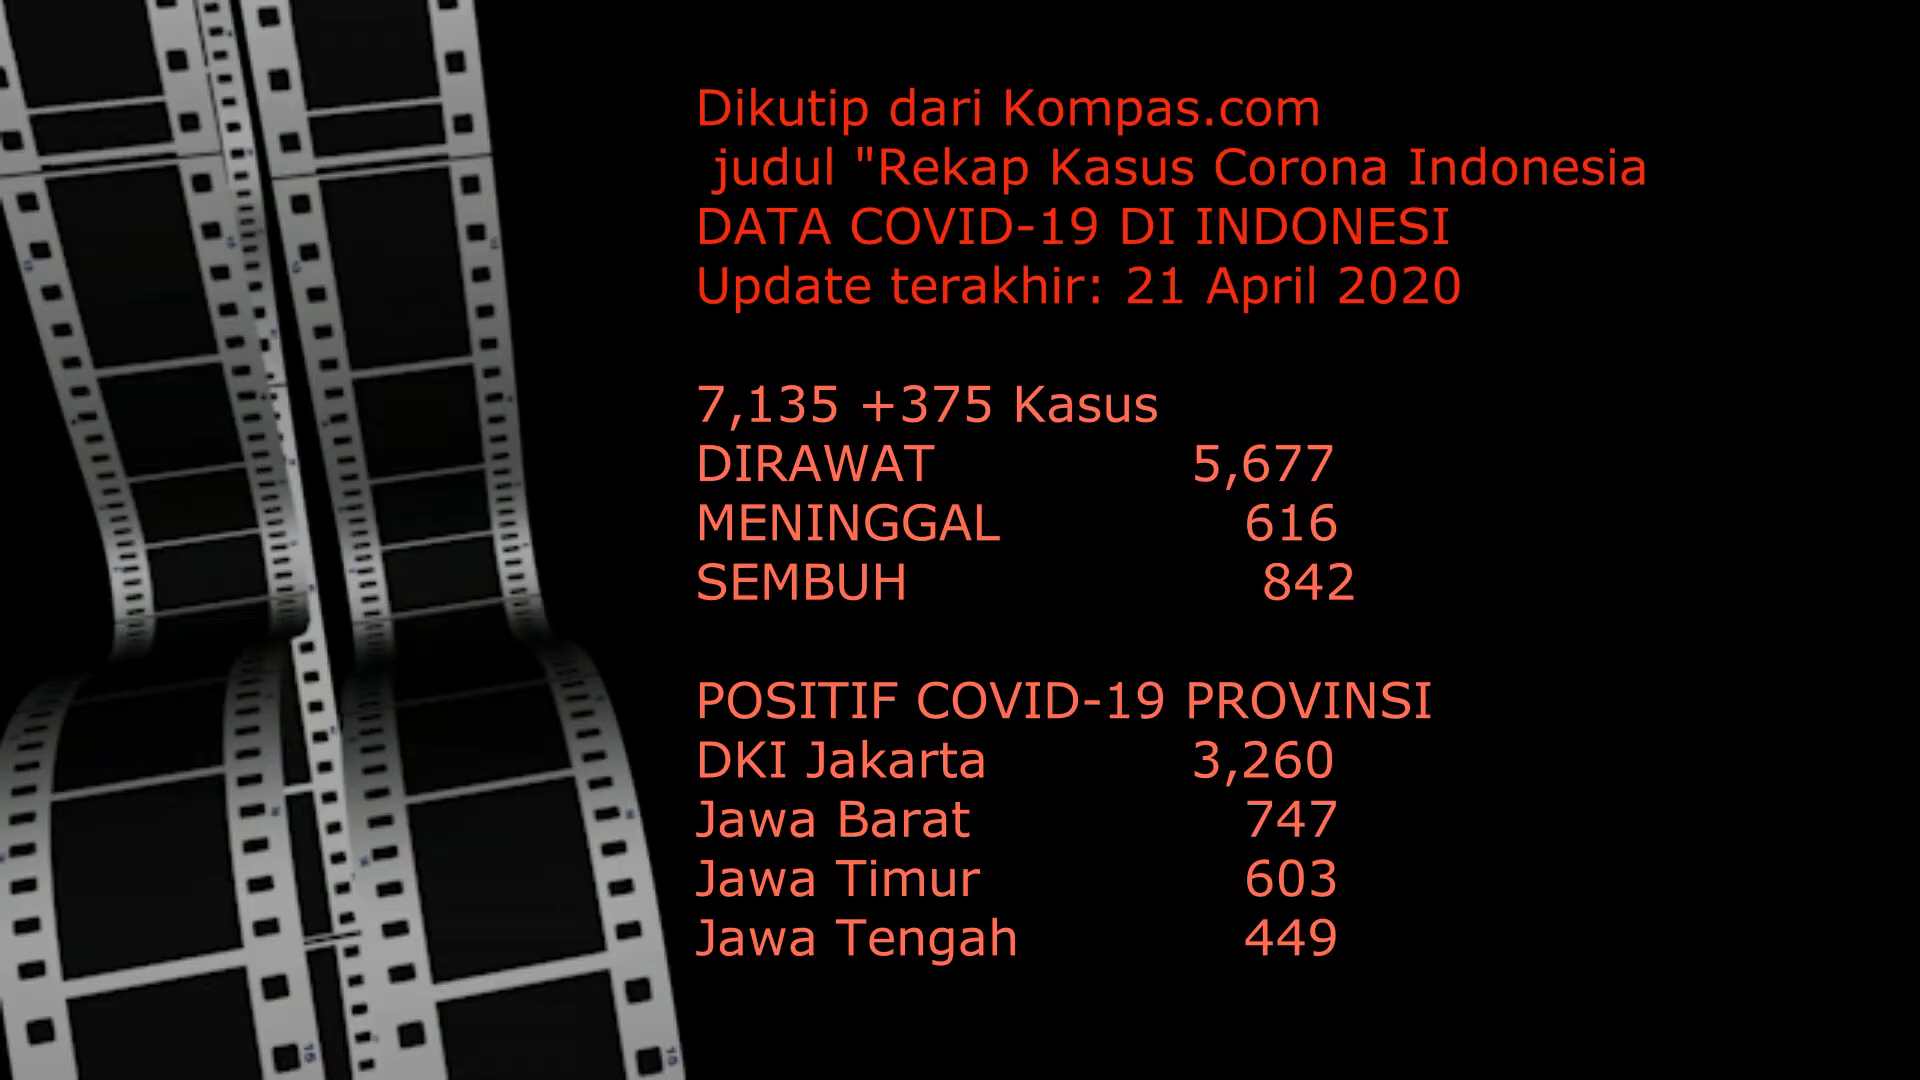 Dikutip dari Kompas.com
judul "Rekap Kasus Corona Indonesia
DATA COVID-19 DI INDONESI
Update terakhir: 21 April 2020
7,135 +375 Kasus
DIRAWAT 5,677
MENINGGAL 616
SEMBUH 842
POSITIF COVID-19 PROVINSI
DKI Jakarta 3,260
Jawa Barat 747
Jawa Timur 603
Jawa Tengah 449